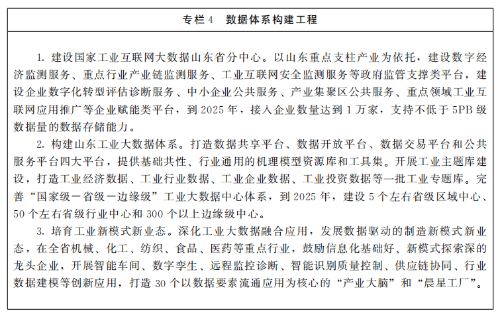 专栏4 数据体系构建工程
1. 建设国家工业互联网大数据山东省分中心。以山东重点支柱产业为依托，建设数字经
济监测服务、重点行业产业链监测服务、工业互联网安全监测服务等政府监管支撑类平台，建
设企业数字化转型评估诊断服务、中小企业公共服务、产业集聚区公共服务、重点领域工业互
联网应用推广等企业赋能类平台，到2025年，接入企业数量达到1万家，支持不低于5PB级
数据量的数据存储能力。
2. 构建山东工业大数据体系。打造数据共享平台、数据开放平台、数据交易平台和公共
服务平台四大平台，提供基础共性、行业通用的机理模型资源库和工具集。开展工业主题库建
设，打造工业经济数据、工业行业数据、工业企业数据、工业投资数据等一批工业专题库。完
善“国家级－省级－边缘级”工业大数据中心体系，到2025年，建设5个左右省级区域中心、
50个左右省级行业中心和300个以上边缘级中心。
3. 培育工业新模式新业态。深化工业大数据融合应用，发展数据驱动的制造新模式新业
态，在全省机械、化工、纺织、食品、医药等重点行业，鼓励信息化基础好、新模式探索深的
龙头企业，开展智能车间、数字孪生、远程监控诊断、智能识别质量控制、供应链协同、行业
数据建模等创新应用，打造30个以数据要素流通应用为核心的“产业大脑”和“晨星工厂”。